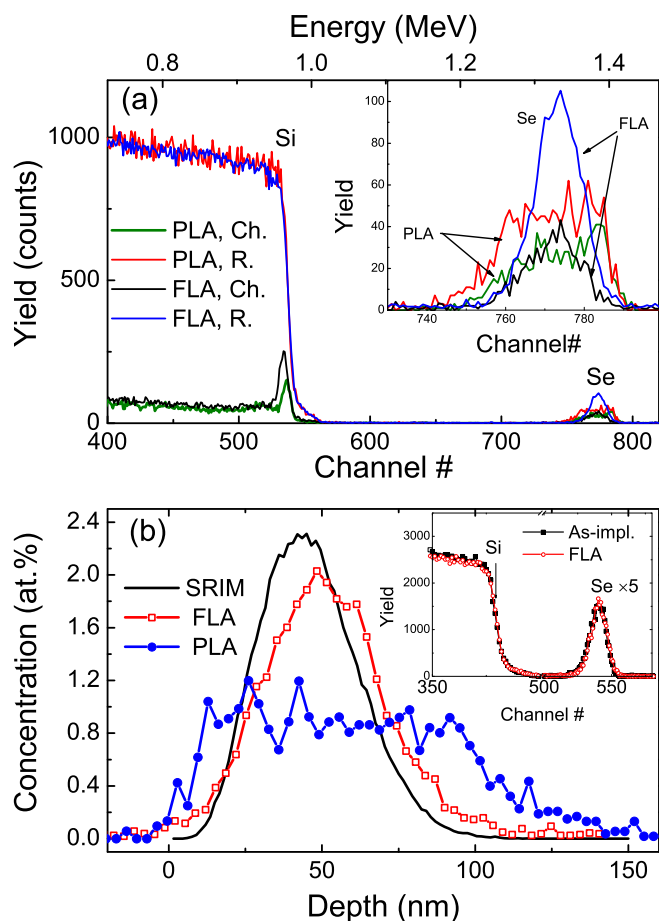 Energy (MeV)
0.8 1.0 1.2 1.4
(a)
Si
1000
500
0
Yield (counts)
PLA, Ch.
PLA, R.
FLA, Ch.
FLA, R.
100
80
60
40
20
0
Yield
Se
FLA
PLA
740 760 780
Channel#
Se
400 500 600 700 800
Channel #
(b)
2.4
2.0
1.6
1.2
0.8
0.4
0.0
Concentration (at.%)
SRIM
FLA
PLA
3000
2500
2000
1500
1000
500
0
Yield
Si
As-impl.
FLA
Se ×5
350 500 550
Channel #
0 50 100 150
Depth (nm)